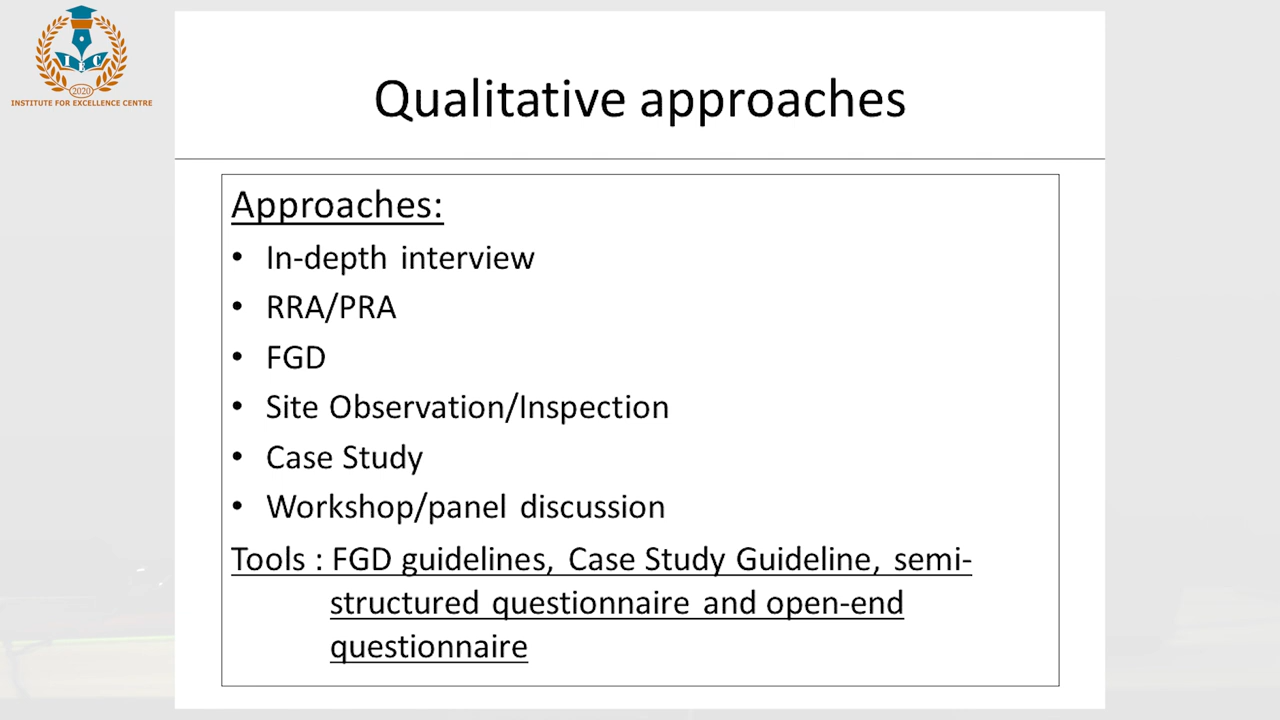 IEC
2020
INSTITUTE FOR EXCELLENCE CENTRE
Qualitative approaches
Approaches:
• In-depth interview
• RRA/PRA
• FGD
• Site Observation/Inspection
• Case Study
• Workshop/panel discussion
Tools : FGD guidelines, Case Study Guideline, semi-
structured questionnaire and open-end
questionnaire